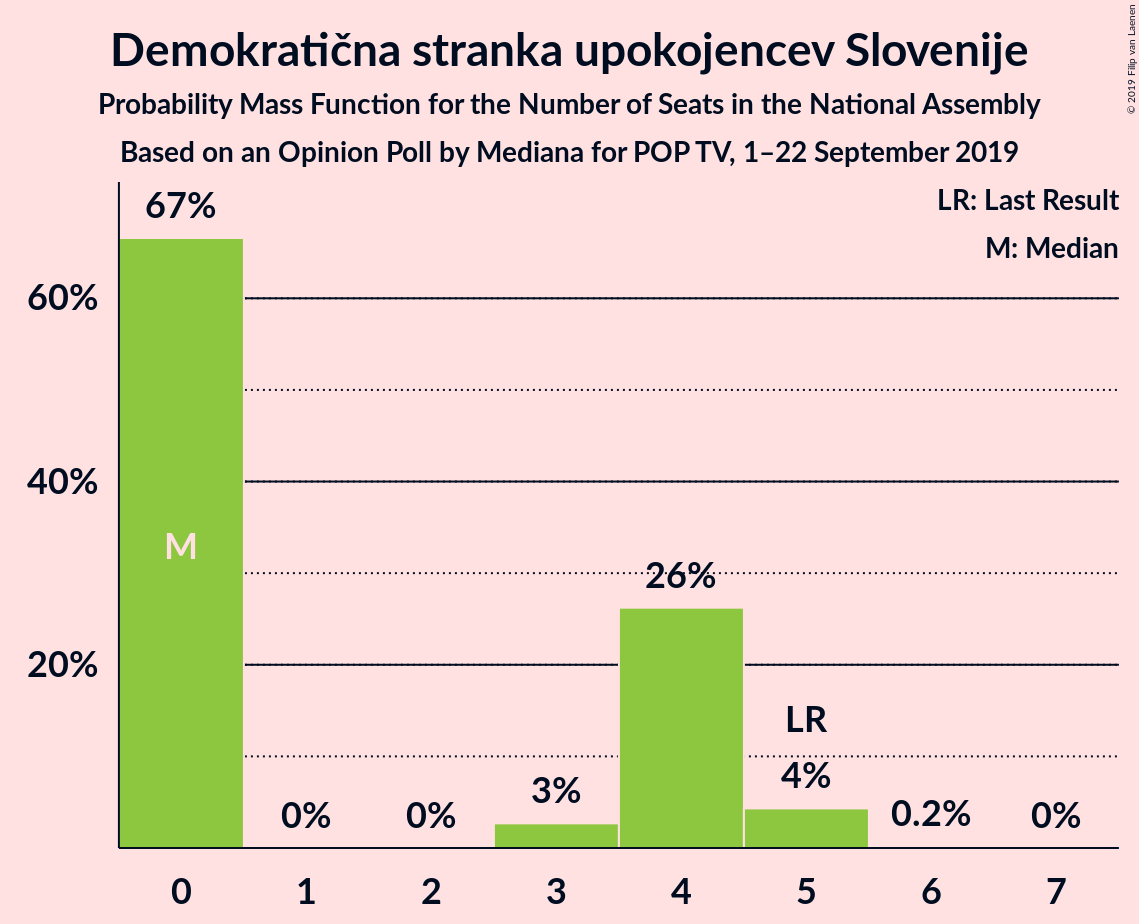 Demokratična stranka upokojencev Slovenije
Probability Mass Function for the Number of Seats in the National Assembly
Based on an Opinion Poll by Mediana for POP TV, 1–22 September 2019
© 2019 Filip van Laenen
LR: Last Result
M: Median
67%
60%
40%
20%
M
0%
0%
3%
26%
LR
4%
0.2%
0%
0
1
2
3
4
5
6
7